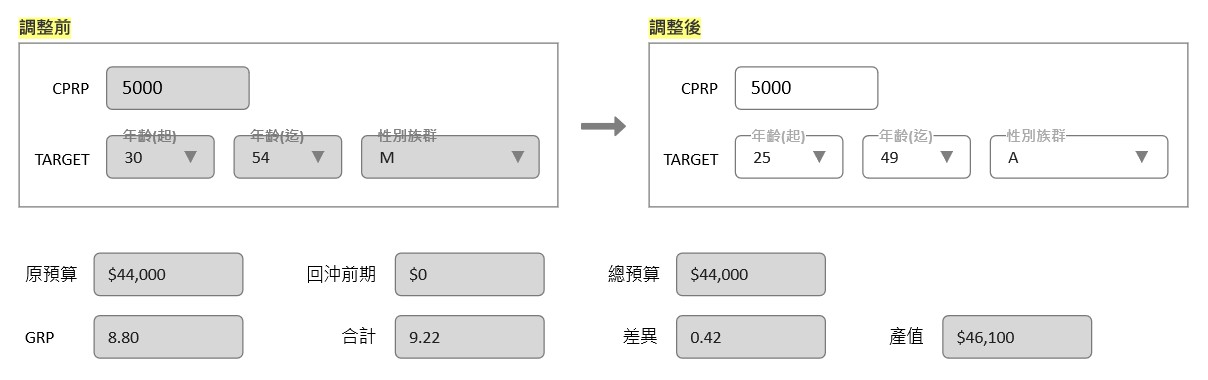 調整前
調整後
CPRP 5000
CPRP 5000
年齡(起) 年齡(迄) 性別族群
年齡(起) 年齡(迄) 性別族群
TARGET 30 54 M
TARGET 25 49 A
原預算 $44,000 回沖前期 $0 總預算 $44,000
GRP 8.80 合計 9.22 差異 0.42 產值 $46,100